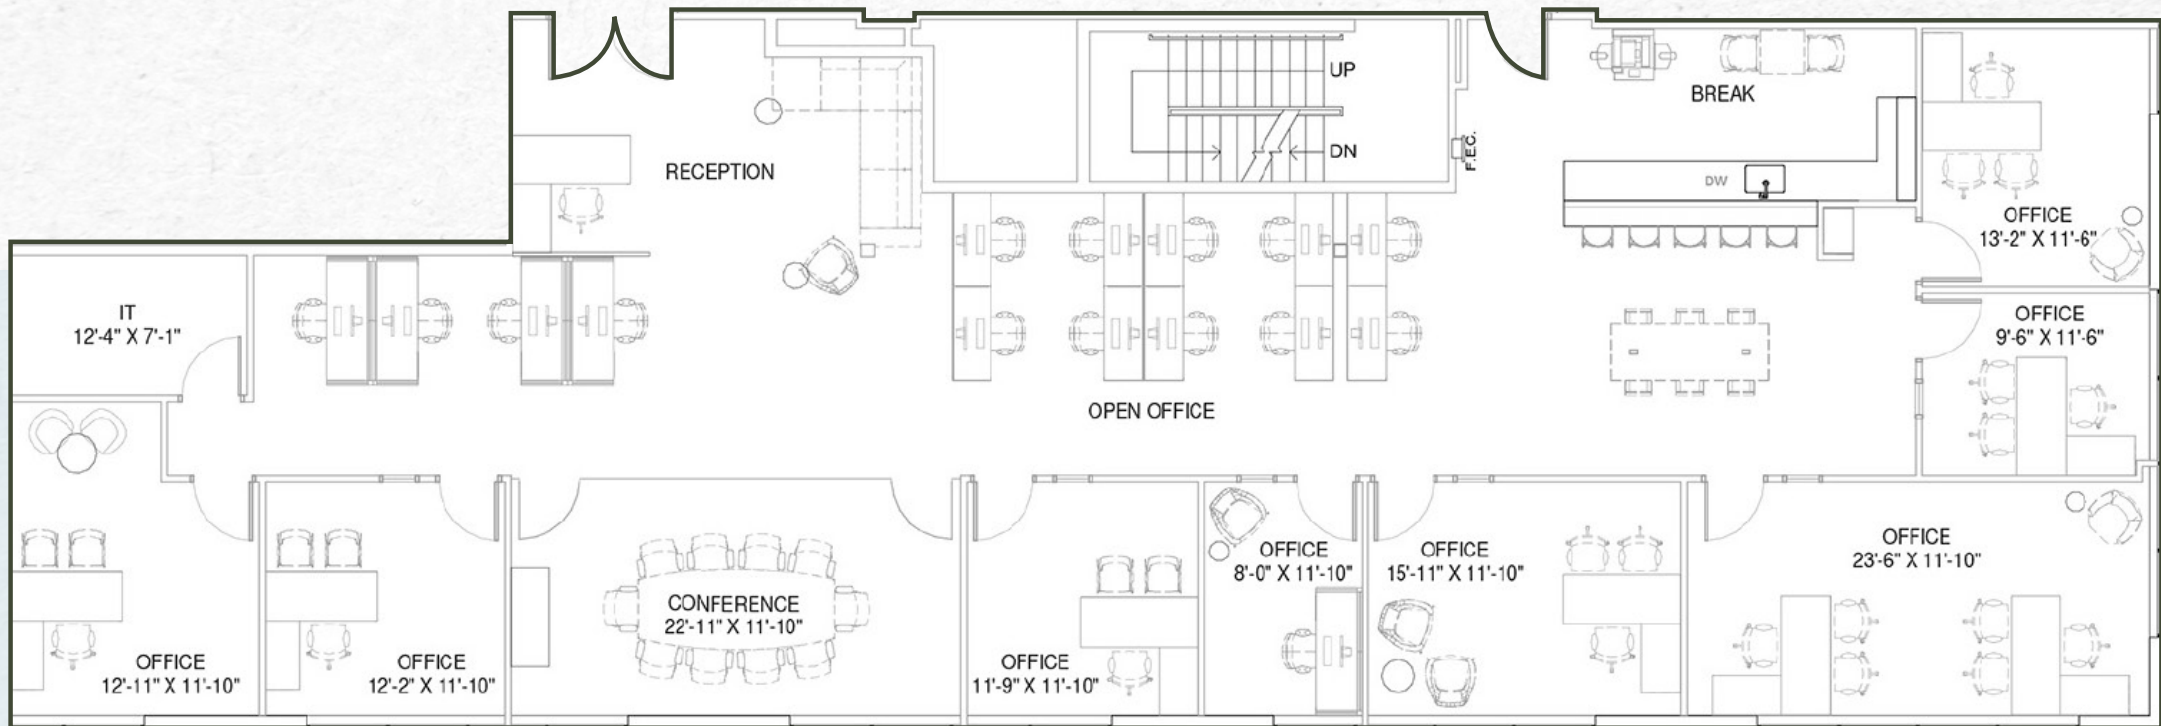 UP
BREAK
DN
F.E.C.
RECEPTION
DW
OFFICE
13'-2" X 11'-6"
IT
12'-4" X 7'-1"
OFFICE
9'-6" X 11'-6"
OPEN OFFICE
OFFICE
12'-11" X 11'-10"
OFFICE
12'-2" X 11'-10"
CONFERENCE
22'-11" X 11'-10"
OFFICE
11'-9" X 11'-10"
OFFICE
8'-0" X 11'-10"
OFFICE
15'-11" X 11'-10"
OFFICE
23'-6" X 11'-10"